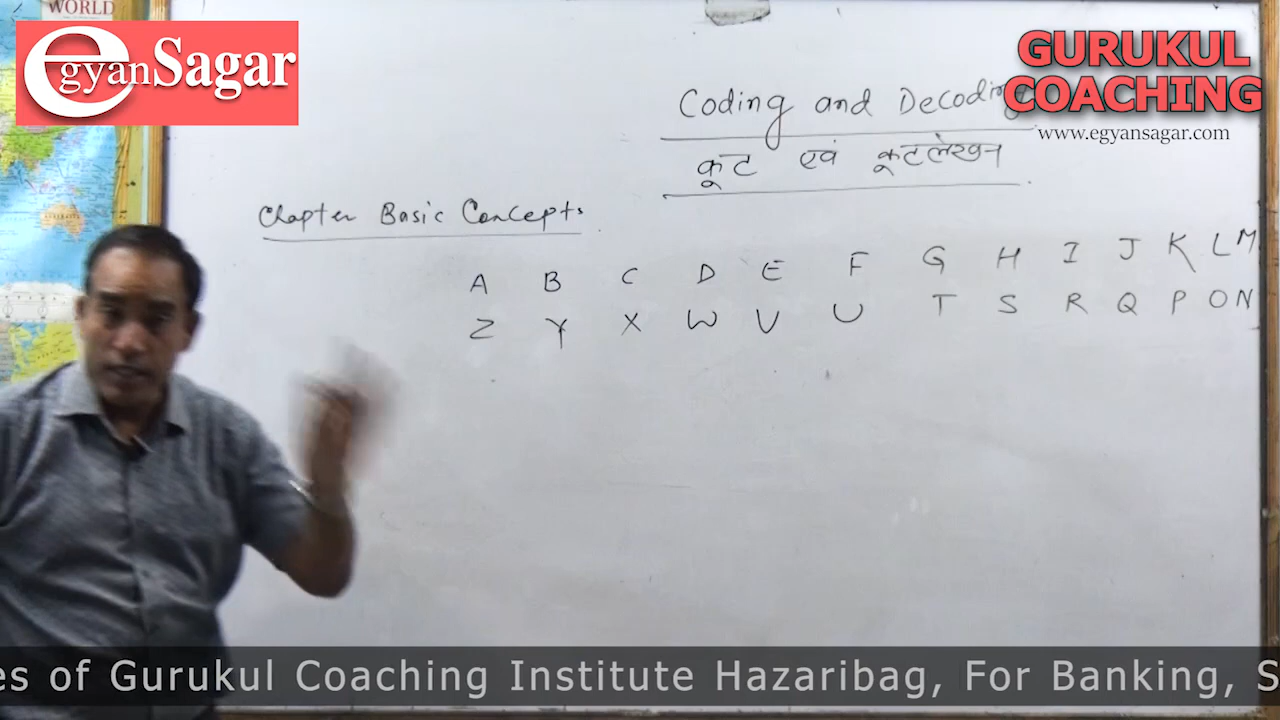 WORLD
egyanSagar
GURUKUL
COACHING
www.egyansagar.com
Coding and Decoding
कूट एवं कूटलेखन
Chapter Basic Concepts
A B C D E F G H I J K L M
Z Y X W V U T S R Q P O N
es of Gurukul Coaching Institute Hazaribag, For Banking, S